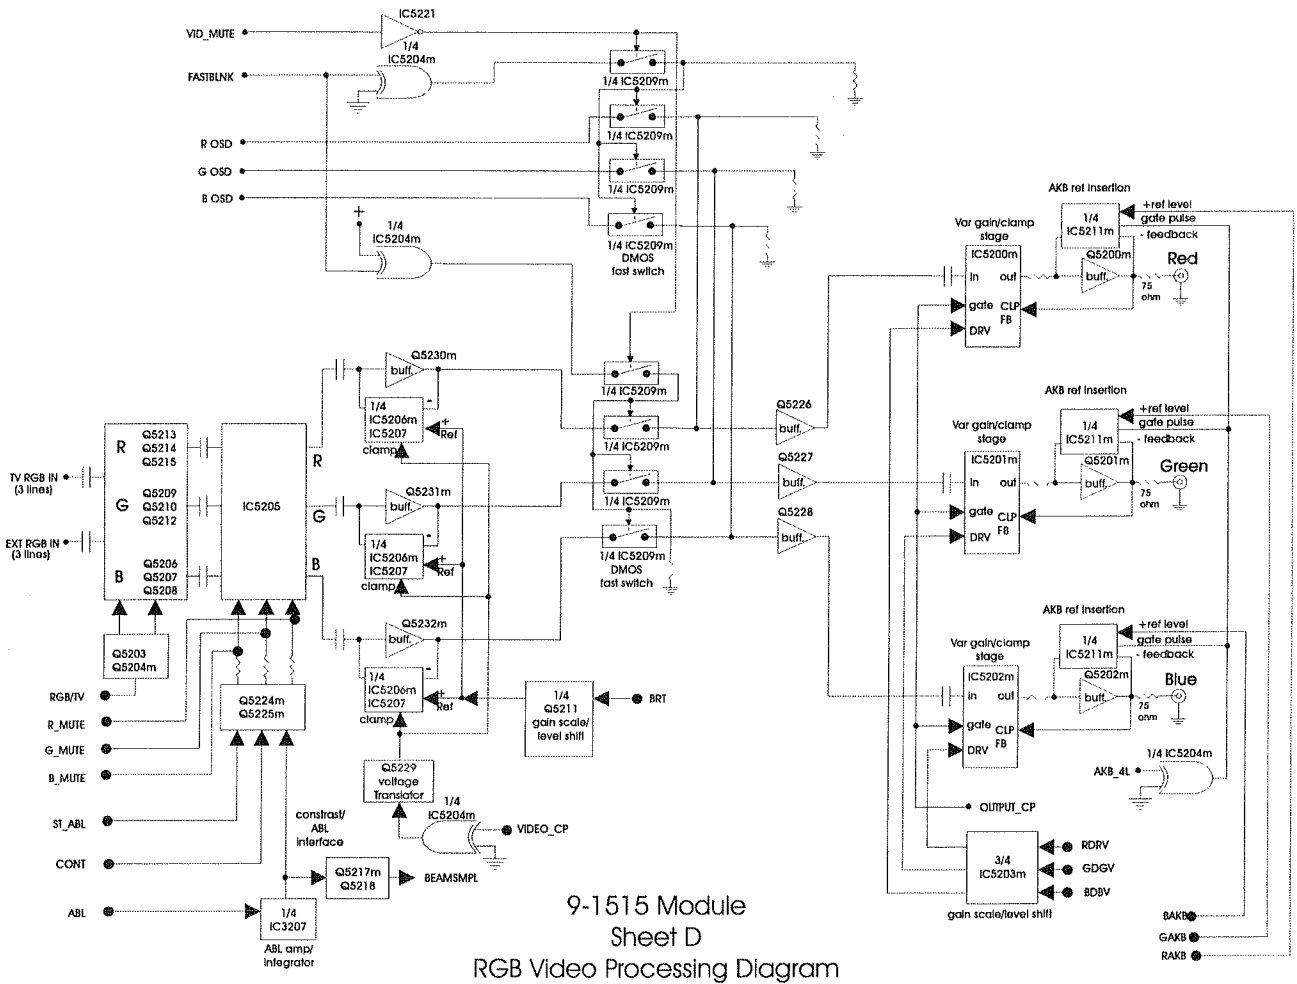 IC5221
VID_MUTE
1/4
IC5204m
FASTBLNK
1/4 IC5209m
R OSD
1/4 IC5209m
G OSD
1/4 IC5209m
B OSD
1/4 IC5209m
DMOS
fast switch
+
1/4
IC5204m
AKB ref insertion
+ref level
gate pulse
- feedback
1/4
IC5211m
Var gain/clamp
stage
IC5200m
in out
gate CLP
FB
DRV
Q5200m
buff.
75
ohm
Red
Q5230m
buff.
1/4
IC5206m
IC5207
clamp
-
+
Ref
1/4 IC5209m
1/4 IC5209m
1/4 IC5209m
1/4 IC5209m
DMOS
fast switch
Q5226
buff.
Q5227
buff.
Q5228
buff.
AKB ref insertion
+ref level
gate pulse
- feedback
1/4
IC5211m
Var gain/clamp
stage
IC5201m
in out
gate CLP
FB
DRV
Q5201m
buff.
75
ohm
Green
TV RGB IN
(3 lines)
EXT RGB IN
(3 lines)
R
Q5213
Q5214
Q5215
G
Q5209
Q5210
Q5212
B
Q5206
Q5207
Q5208
IC5205
R
G
B
Q5231m
buff.
1/4
IC5206m
IC5207
clamp
-
+
Ref
Q5232m
buff.
1/4
IC5206m
IC5207
clamp
-
+
Ref
1/4
Q5211
gain scale/
level shift
BRT
Q5203
Q5204m
RGB/TV
R_MUTE
G_MUTE
B_MUTE
Q5224m
Q5225m
ST_ABL
CONT
ABL
Q5229
voltage
Translator
1/4
IC5204m
VIDEO_CP
constrast/
ABL
interface
Q5217m
Q5218
BEAMSMPL
1/4
IC3207
ABL amp/
integrator
AKB ref insertion
+ref level
gate pulse
- feedback
1/4
IC5211m
Var gain/clamp
stage
IC5202m
in out
gate CLP
FB
DRV
Q5202m
buff.
75
ohm
Blue
1/4 IC5204m
AKB_4L
OUTPUT_CP
3/4
IC5203m
gain scale/level shift
RDRV
GDGV
BDBV
BAKB
GAKB
RAKB
9-1515 Module
Sheet D
RGB Video Processing Diagram